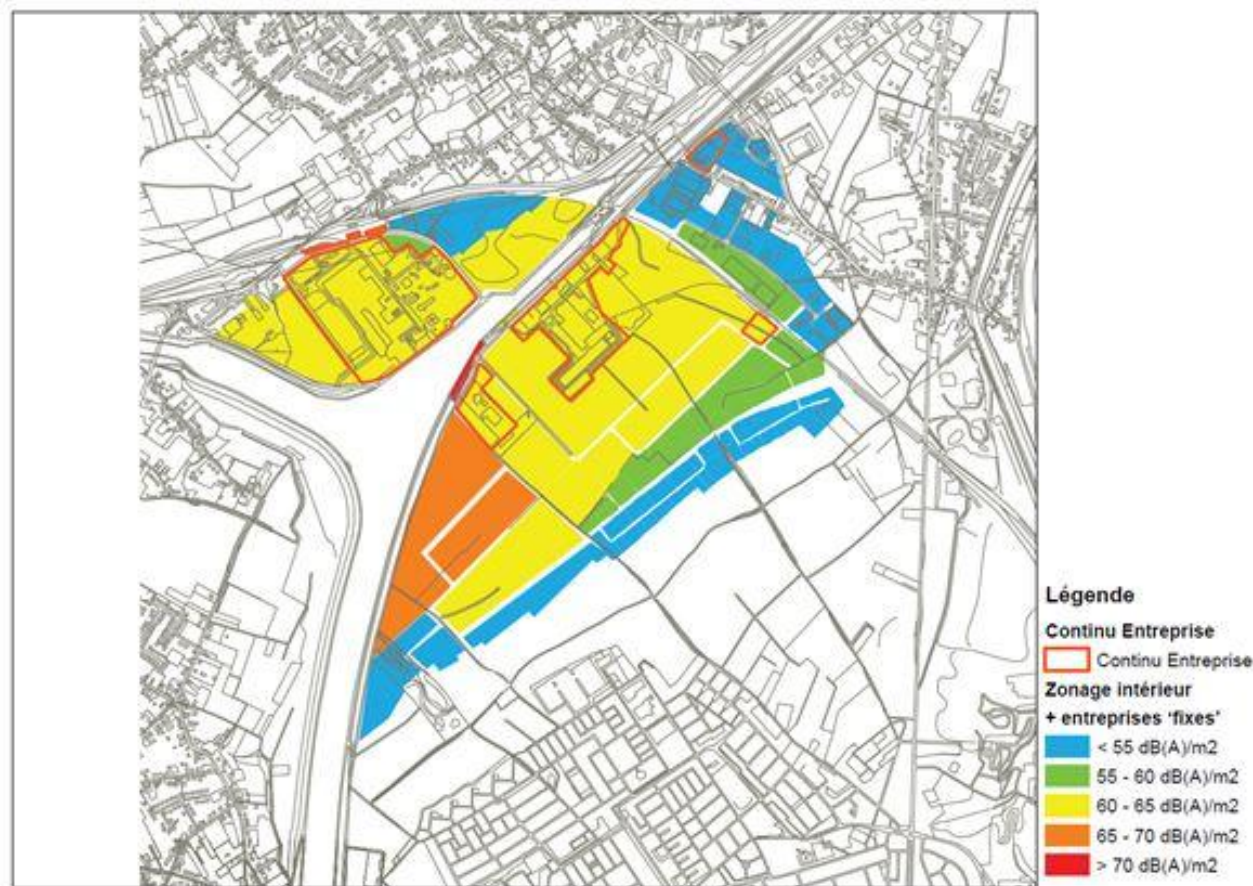 Légende
Continu Entreprise
Continu Entreprise
Zonage intérieur
+ entreprises ‘fixes’
< 55 dB(A)/m2
55 - 60 dB(A)/m2
60 - 65 dB(A)/m2
65 - 70 dB(A)/m2
> 70 dB(A)/m2